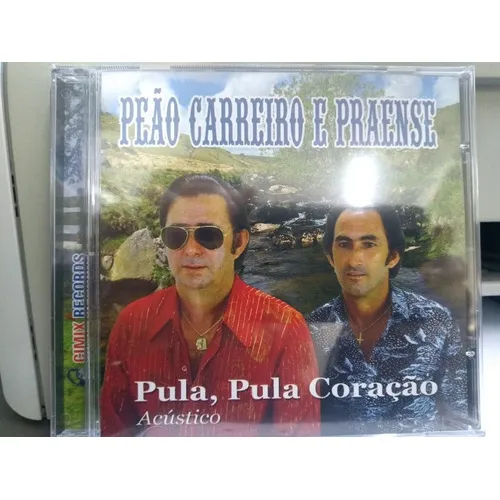 PEÃO CARREIRO E PRAENSE
Pula, Pula Coração
Acústico
CIMIX RECORDS